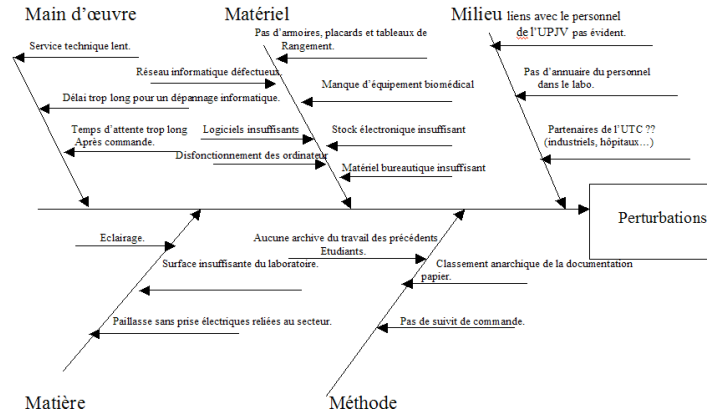 Main d'œuvre
Matériel
Milieu liens avec le personnel
de l'UPJV pas évident.
Service technique lent.
Pas d'armoires, placards et tableaux de
Rangement.
Réseau informatique défectueux.
Pas d'annuaire du personnel
dans le labo.
Manque d'équipement biomédical
Délai trop long pour un dépannage informatique.
Temps d'attente trop long
Après commande.
Logiciels insuffisants
Stock électronique insuffisant
Partenaires de l'UTC ??
(industriels, hôpitaux…)
Disfonctionnement des ordinateur
Matériel bureautique insuffisant
Perturbations
Eclairage.
Aucune archive du travail des précédents
Etudiants.
Surface insuffisante du laboratoire.
Classement anarchique de la documentation
papier.
Paillasse sans prise électriques reliées au secteur.
Pas de suivit de commande.
Matière
Méthode